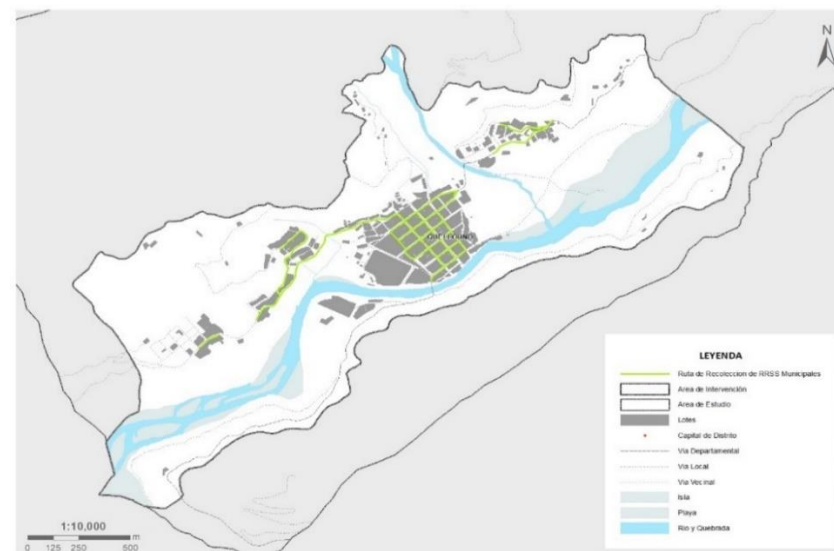 N
LEYENDA
Ruta de Recoleccion de RRSS Municipales
Area de Intervención
Area de Estudio
Lotes
Capital de Distrito
Via Departamental
Via Local
Via Vecinal
Isla
Playa
Rio y Quebrada
1:10,000
m
0 125 250 500